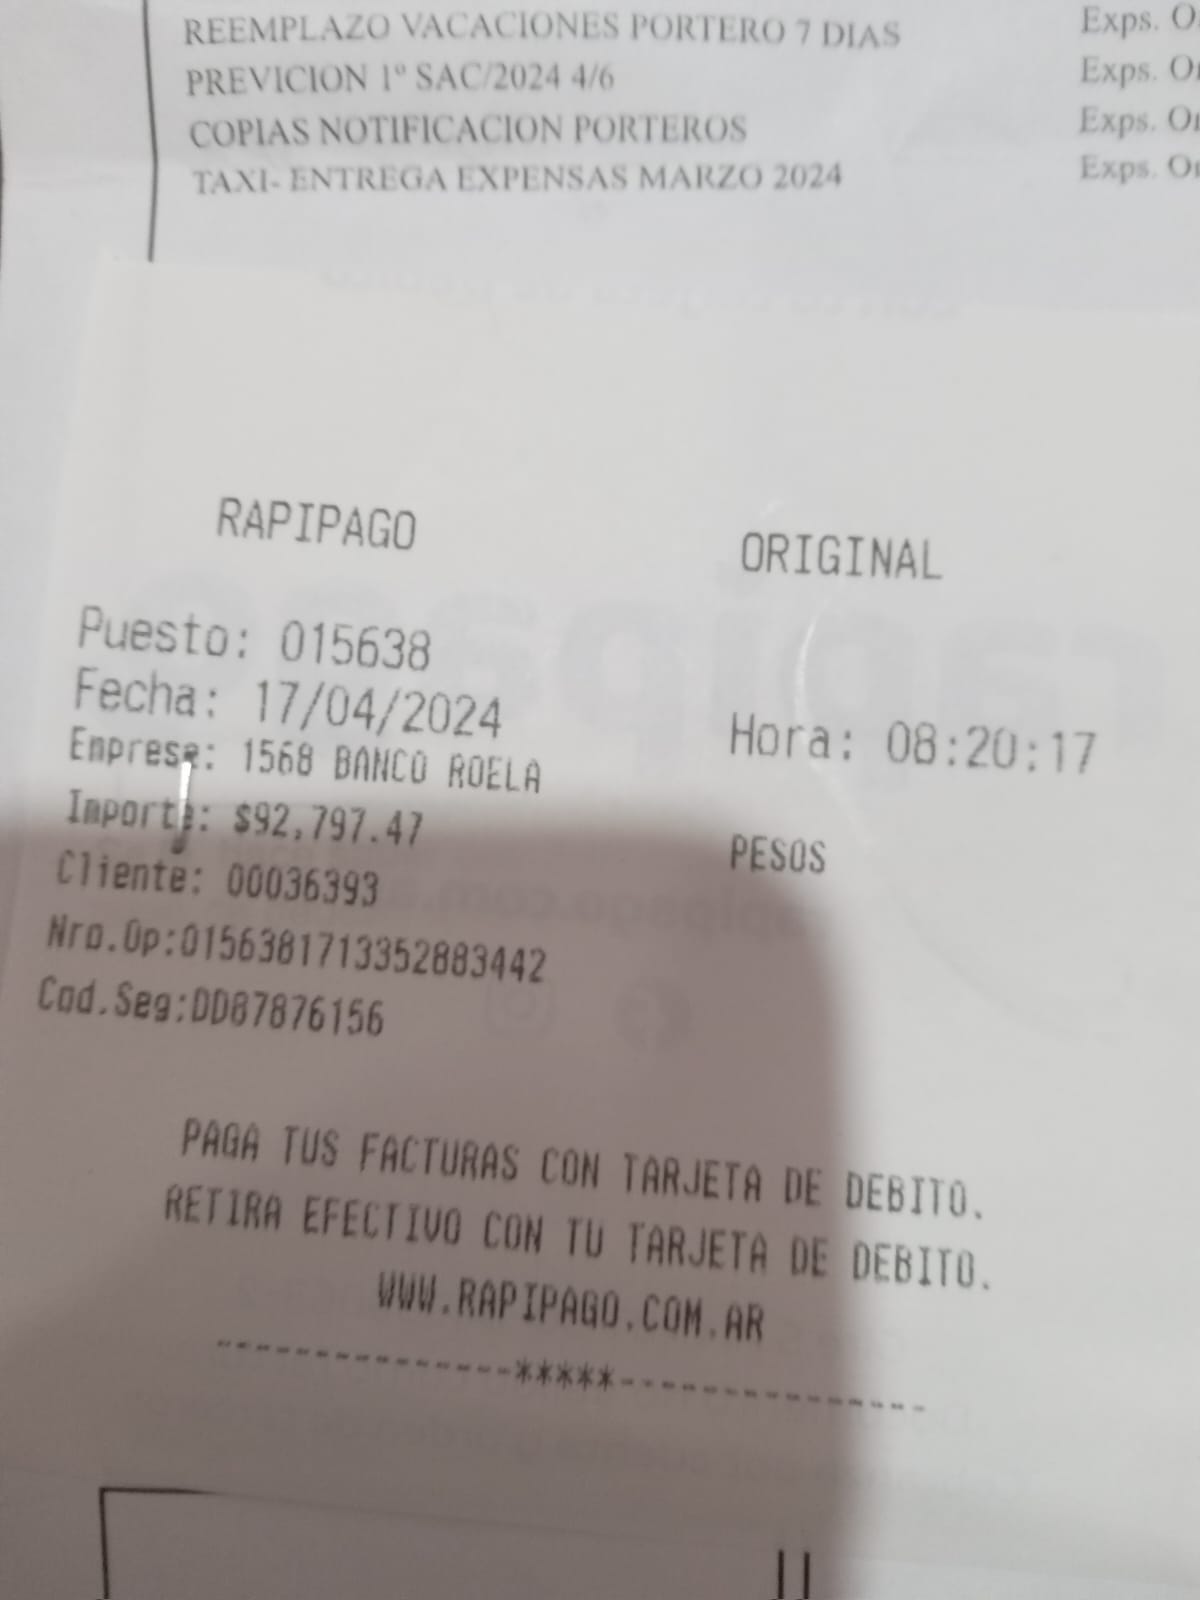 REEMPLAZO VACACIONES PORTERO 7 DIAS Exps. O
PREVICION 1º SAC/2024 4/6 Exps. Or
COPIAS NOTIFICACION PORTEROS Exps. Or
TAXI- ENTREGA EXPENSAS MARZO 2024 Exps. Or
RAPIPAGO ORIGINAL
Puesto: 015638
Fecha: 17/04/2024 Hora: 08:20:17
Empresa: 1568 BANCO ROELA
Importe: $92,797.47 PESOS
Cliente: 00036393
Nro.Op:0156381713352883442
Cod.Seg:DD87876156
PAGA TUS FACTURAS CON TARJETA DE DEBITO.
RETIRA EFECTIVO CON TU TARJETA DE DEBITO.
WWW.RAPIPAGO.COM.AR
---------------*****---------------